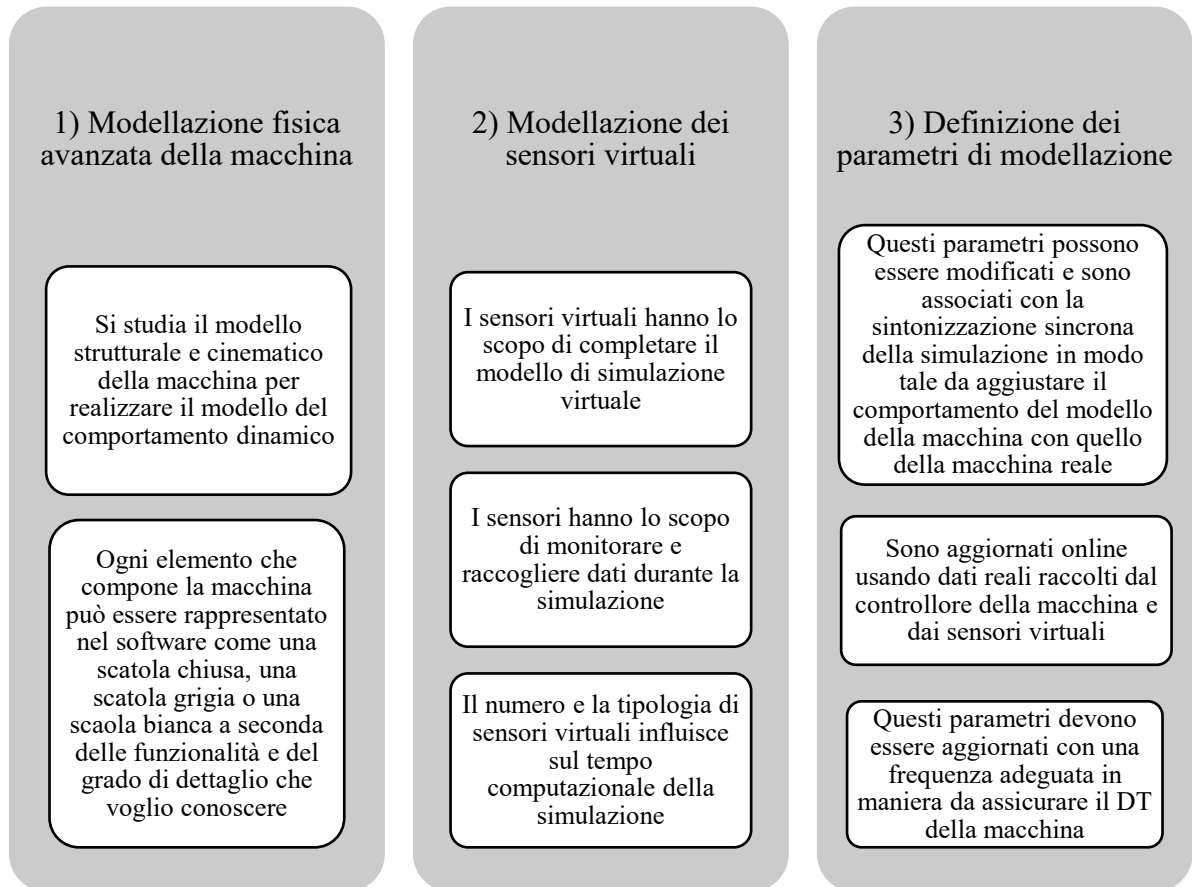 1) Modellazione fisica
avanzata della macchina
Si studia il modello
strutturale e cinematico
della macchina per
realizzare il modello del
comportamento dinamico
Ogni elemento che
compone la macchina
può essere rappresentato
nel software come una
scatola chiusa, una
scatola grigia o una
scaola bianca a seconda
delle funzionalità e del
grado di dettaglio che
voglio conoscere
2) Modellazione dei
sensori virtuali
I sensori virtuali hanno lo
scopo di completare il
modello di simulazione
virtuale
I sensori hanno lo scopo
di monitorare e
raccogliere dati durante la
simulazione
Il numero e la tipologia di
sensori virtuali influisce
sul tempo
computazionale della
simulazione
3) Definizione dei
parametri di modellazione
Questi parametri possono
essere modificati e sono
associati con la
sintonizzazione sincrona
della simulazione in modo
tale da aggiustare il
comportamento del modello
della macchina con quello
della macchina reale
Sono aggiornati online
usando dati reali raccolti dal
controllore della macchina e
dai sensori virtuali
Questi parametri devono
essere aggiornati con una
frequenza adeguata in
maniera da assicurare il DT
della macchina